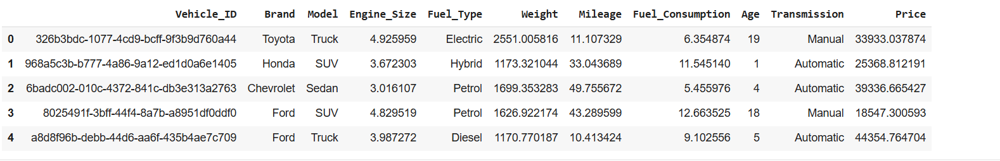 Vehicle_ID Brand Model Engine_Size Fuel_Type Weight Mileage Fuel_Consumption Age Transmission Price
0 326b3bdc-1077-4cd9-bcff-9f3b9d760a44 Toyota Truck 4.925959 Electric 2551.005816 11.107329 6.354874 19 Manual 33933.037874
1 968a5c3b-b777-4a86-9a12-ed1d0a6e1405 Honda SUV 3.672303 Hybrid 1173.321044 33.043689 11.545140 1 Automatic 25368.812191
2 6badc002-010c-4372-841c-db3e313a2763 Chevrolet Sedan 3.016107 Petrol 1699.353283 49.755672 5.455976 4 Automatic 39336.665427
3 8025491f-3bff-44f4-8a7b-a8951df0ddf0 Ford SUV 4.829519 Petrol 1626.922174 43.289599 12.663525 18 Manual 18547.300593
4 a8d8f96b-debb-44d6-aa6f-435b4ae7c709 Ford Truck 3.987272 Diesel 1170.770187 10.413424 9.102556 5 Automatic 44354.764704